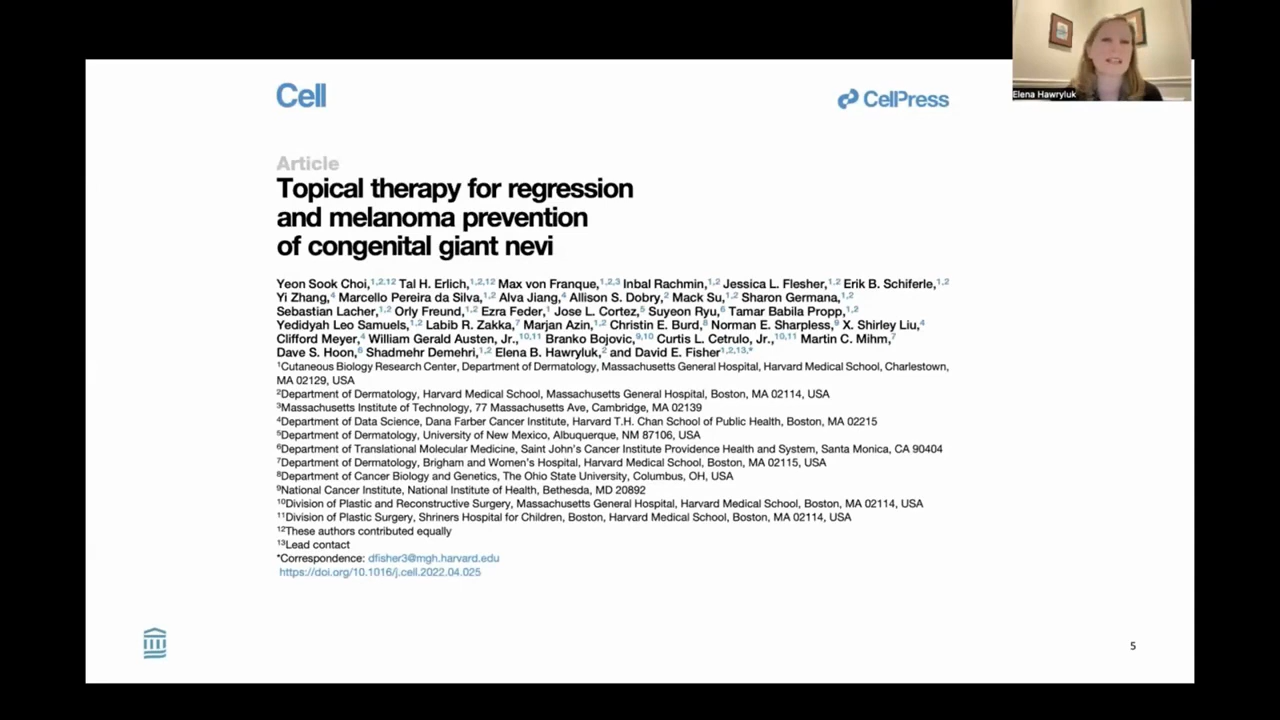 Elena Hawryluk
Cell
CellPress
Article
Topical therapy for regression
and melanoma prevention
of congenital giant nevi
Yeon Sook Choi,1,2,12 Tal H. Erlich,1,2,12 Max von Franque,1,2,3 Inbal Rachmin,1,2 Jessica L. Flesher,1,2 Erik B. Schiferle,1,2
Yi Zhang,4 Marcello Pereira da Silva,1,2 Alva Jiang,4 Allison S. Dobry,2 Mack Su,1,2 Sharon Germana,1,2
Sebastian Lacher,1,2 Orly Freund,1,2 Ezra Feder,1 Jose L. Cortez,5 Suyeon Ryu,6 Tamar Babila Propp,1,2
Yedidyah Leo Samuels,1,2 Labib R. Zakka,7 Marjan Azin,1,2 Christin E. Burd,8 Norman E. Sharpless,9 X. Shirley Liu,4
Clifford Meyer,4 William Gerald Austen, Jr.,10,11 Branko Bojovic,9,10 Curtis L. Cetrulo, Jr.,10,11 Martin C. Mihm,7
Dave S. Hoon,6 Shadmehr Demehri,1,2 Elena B. Hawryluk,2 and David E. Fisher1,2,13,*
1Cutaneous Biology Research Center, Department of Dermatology, Massachusetts General Hospital, Harvard Medical School, Charlestown,
MA 02129, USA
2Department of Dermatology, Harvard Medical School, Massachusetts General Hospital, Boston, MA 02114, USA
3Massachusetts Institute of Technology, 77 Massachusetts Ave, Cambridge, MA 02139
4Department of Data Science, Dana Farber Cancer Institute, Harvard T.H. Chan School of Public Health, Boston, MA 02215
5Department of Dermatology, University of New Mexico, Albuquerque, NM 87106, USA
6Department of Translational Molecular Medicine, Saint John's Cancer Institute Providence Health and System, Santa Monica, CA 90404
7Department of Dermatology, Brigham and Women's Hospital, Harvard Medical School, Boston, MA 02115, USA
8Department of Cancer Biology and Genetics, The Ohio State University, Columbus, OH, USA
9National Cancer Institute, National Institute of Health, Bethesda, MD 20892
10Division of Plastic and Reconstructive Surgery, Massachusetts General Hospital, Harvard Medical School, Boston, MA 02114, USA
11Division of Plastic Surgery, Shriners Hospital for Children, Boston, Harvard Medical School, Boston, MA 02114, USA
12These authors contributed equally
13Lead contact
*Correspondence: dfisher3@mgh.harvard.edu
https://doi.org/10.1016/j.cell.2022.04.025
5